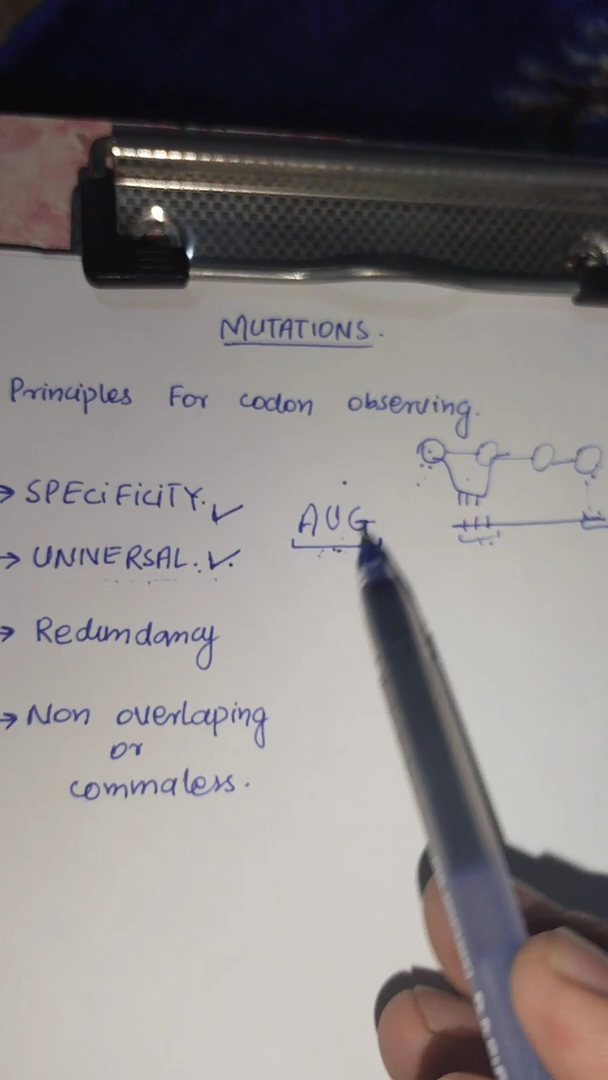 MUTATIONS.
Principles For codon observing.
→ SPECiFiCiTY.
AUG
→ UNIVERSAL.
→ Redundancy
→ Non overlaping
or
commaless.